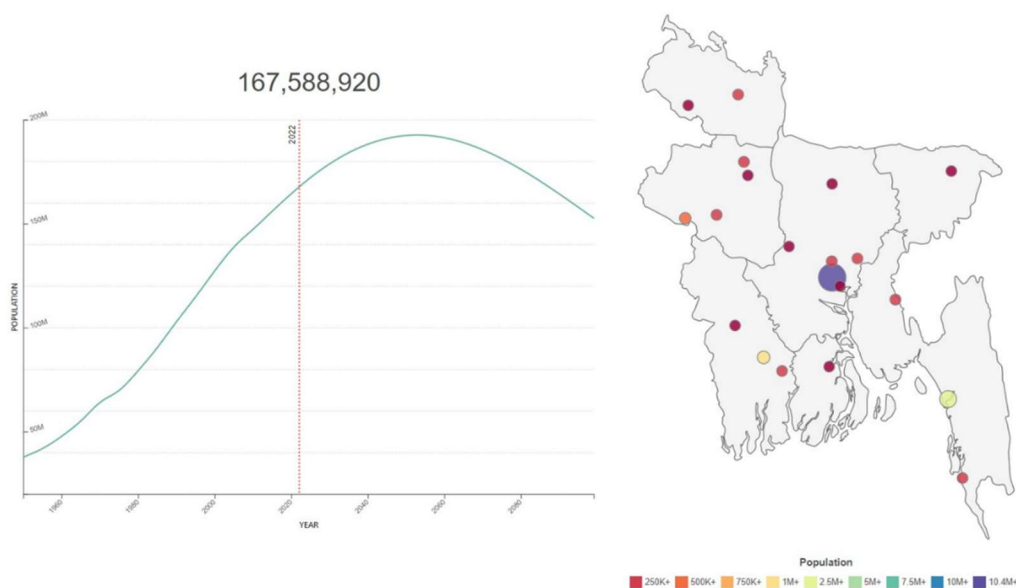 167,588,920
200M
2022
150M
100M
50M
POPULATION
1960
1980
2000
2020
2040
2060
2080
YEAR
Population
250K+ 500K+ 750K+ 1M+ 2.5M+ 5M+ 7.5M+ 10M+ 10.4M+